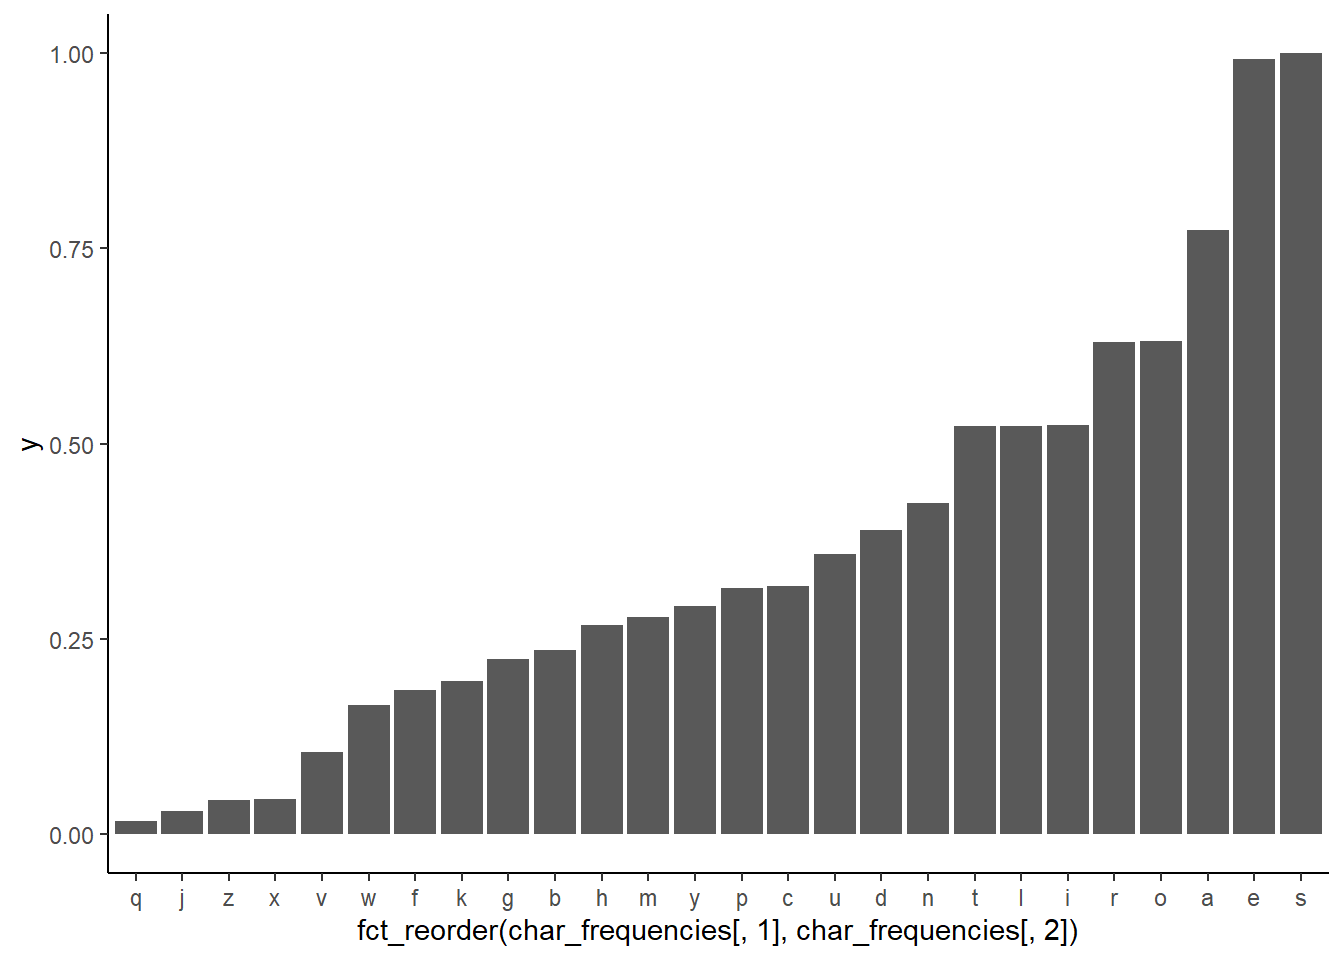 1.00
0.75
0.50
0.25
0.00
y
q j z x v w f k g b h m y p c u d n t l i r o a e s
fct_reorder(char_frequencies[, 1], char_frequencies[, 2])